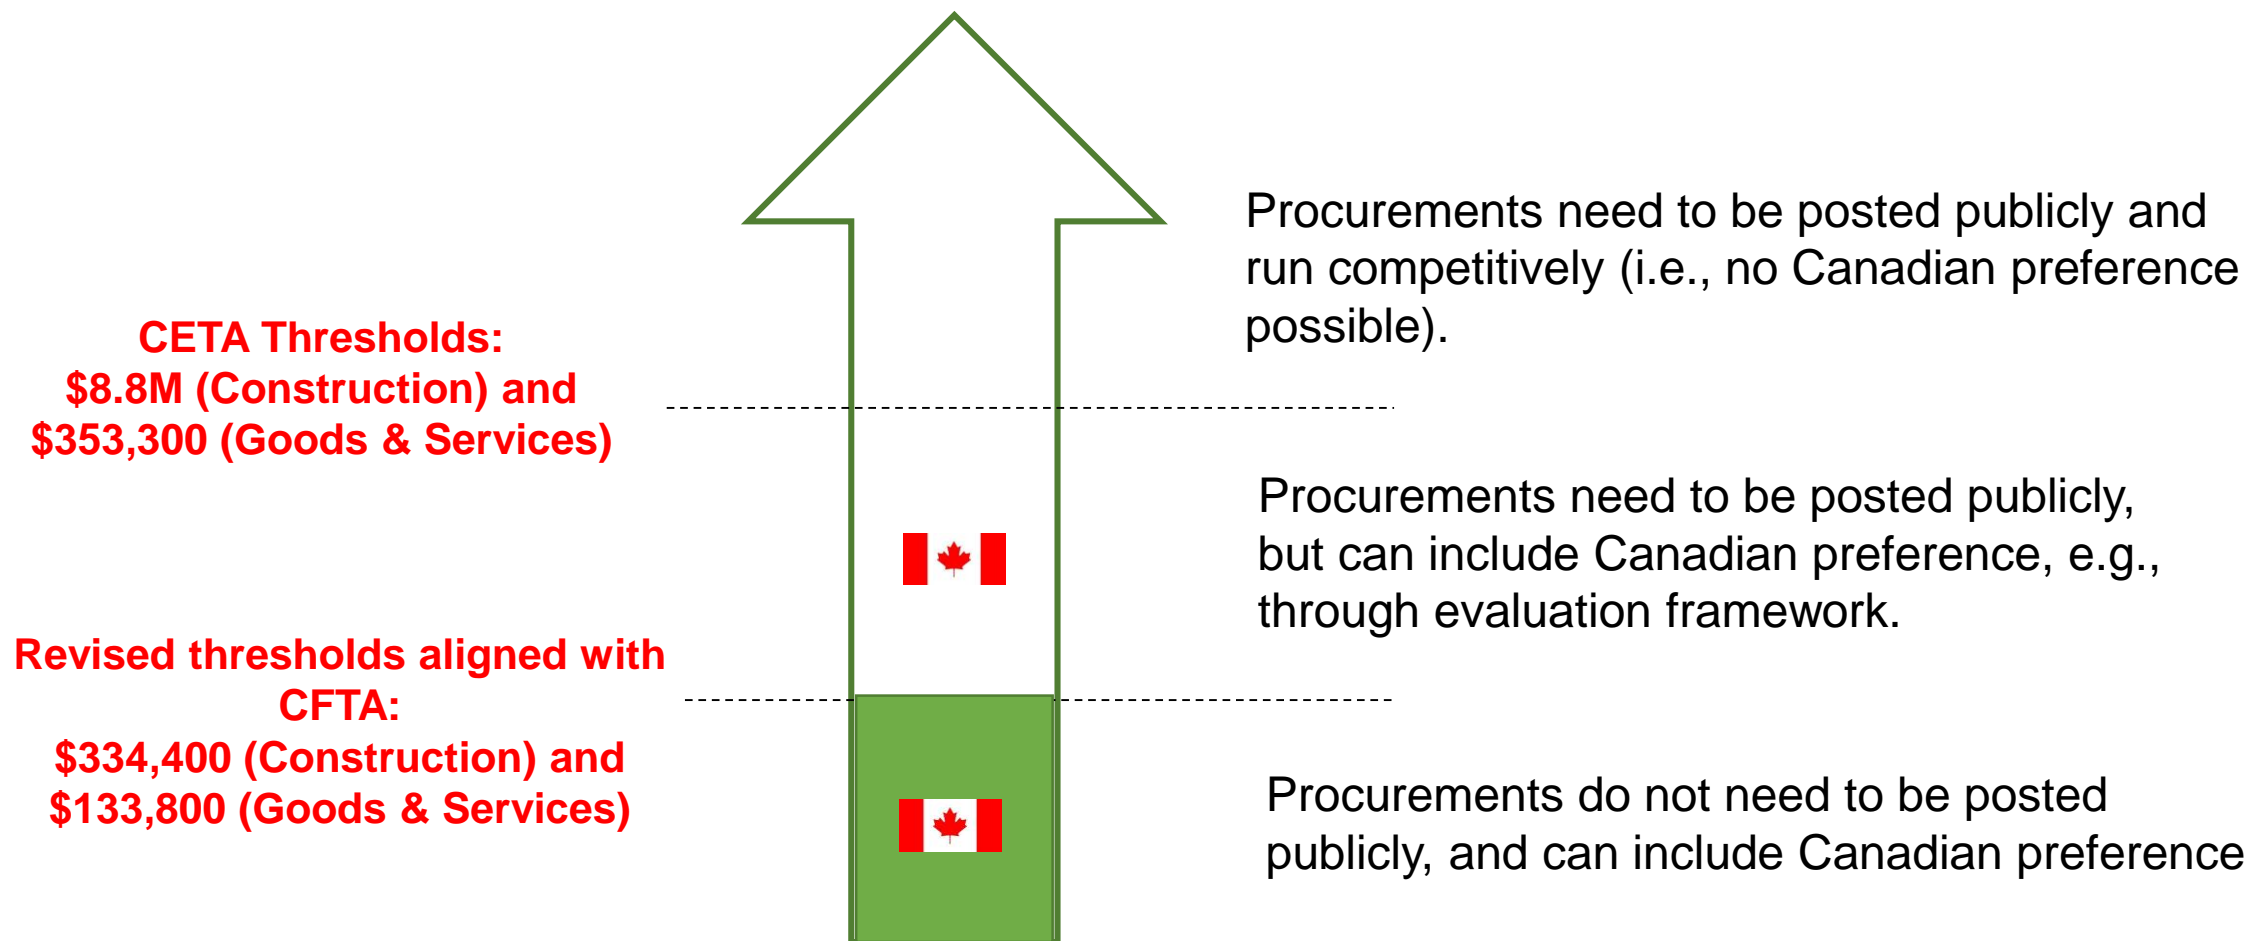 Procurements need to be posted publicly and
run competitively (i.e., no Canadian preference
possible).
CETA Thresholds:
$8.8M (Construction) and
$353,300 (Goods & Services)
Procurements need to be posted publicly,
but can include Canadian preference, e.g.,
through evaluation framework.
Revised thresholds aligned with
CFTA:
$334,400 (Construction) and
$133,800 (Goods & Services)
Procurements do not need to be posted
publicly, and can include Canadian preference